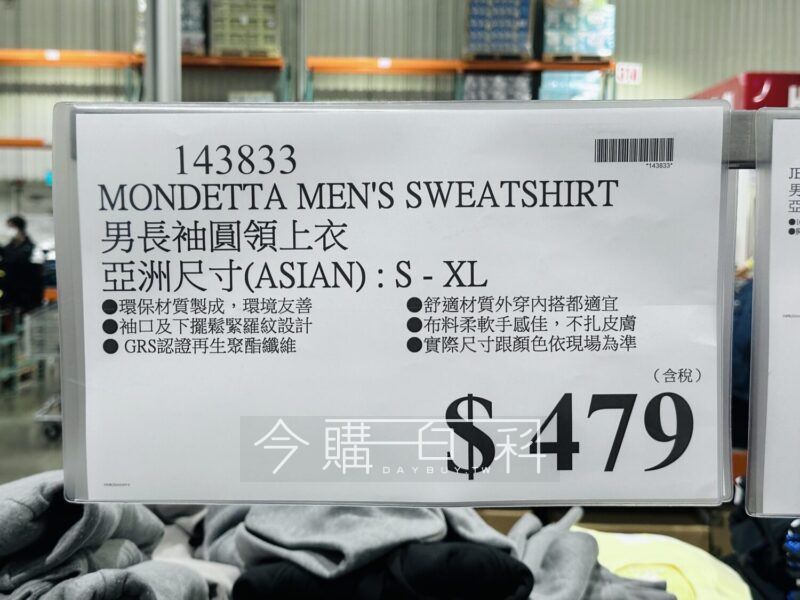 143833
*143833*
MONDETTA MEN'S SWEATSHIRT
男長袖圓領上衣
亞洲尺寸(ASIAN) : S - XL
●環保材質製成，環境友善
●袖口及下擺鬆緊羅紋設計
● GRS認證再生聚酯纖維
●舒適材質外穿內搭都適宜
●布料柔軟手感佳，不扎皮膚
●實際尺寸跟顏色依現場為準
（含稅）
$ 479
今購百科
DAYBUY.TW
JE
男
亞